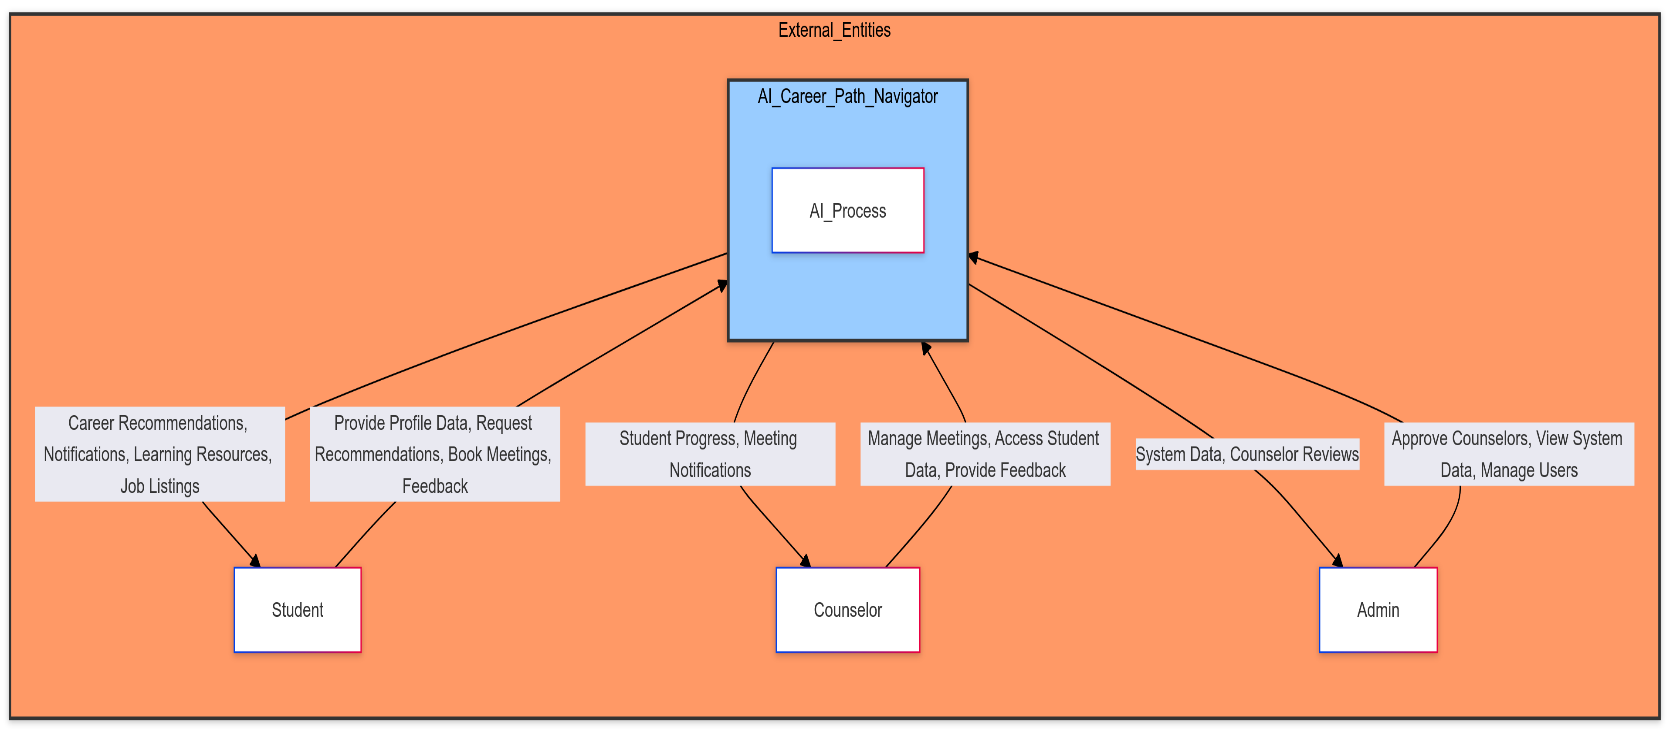 External_Entities
AI_Career_Path_Navigator
AI_Process
Career Recommendations,
Notifications, Learning Resources,
Job Listings
Provide Profile Data, Request
Recommendations, Book Meetings,
Feedback
Student Progress, Meeting
Notifications
Manage Meetings, Access Student
Data, Provide Feedback
System Data, Counselor Reviews
Approve Counselors, View System
Data, Manage Users
Student
Counselor
Admin